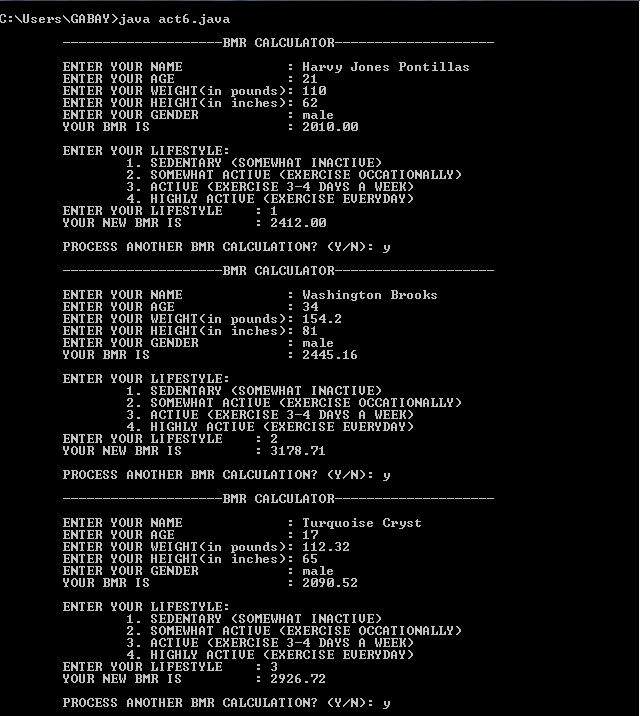 C:\Users\GABAY>java act6.java
--------------------BMR CALCULATOR--------------------
ENTER YOUR NAME : Harvy Jones Pontillas
ENTER YOUR AGE : 21
ENTER YOUR WEIGHT(in pounds): 110
ENTER YOUR HEIGHT(in inches): 62
ENTER YOUR GENDER : male
YOUR BMR IS : 2010.00
ENTER YOUR LIFESTYLE:
1. SEDENTARY (SOMEWHAT INACTIVE)
2. SOMEWHAT ACTIVE (EXERCISE OCCATIONALLY)
3. ACTIVE (EXERCISE 3-4 DAYS A WEEK)
4. HIGHLY ACTIVE (EXERCISE EVERYDAY)
ENTER YOUR LIFESTYLE : 1
YOUR NEW BMR IS : 2412.00
PROCESS ANOTHER BMR CALCULATION? (Y/N): y
--------------------BMR CALCULATOR--------------------
ENTER YOUR NAME : Washington Brooks
ENTER YOUR AGE : 34
ENTER YOUR WEIGHT(in pounds): 154.2
ENTER YOUR HEIGHT(in inches): 81
ENTER YOUR GENDER : male
YOUR BMR IS : 2445.16
ENTER YOUR LIFESTYLE:
1. SEDENTARY (SOMEWHAT INACTIVE)
2. SOMEWHAT ACTIVE (EXERCISE OCCATIONALLY)
3. ACTIVE (EXERCISE 3-4 DAYS A WEEK)
4. HIGHLY ACTIVE (EXERCISE EVERYDAY)
ENTER YOUR LIFESTYLE : 2
YOUR NEW BMR IS : 3178.71
PROCESS ANOTHER BMR CALCULATION? (Y/N): y
--------------------BMR CALCULATOR--------------------
ENTER YOUR NAME : Turquoise Cryst
ENTER YOUR AGE : 17
ENTER YOUR WEIGHT(in pounds): 112.32
ENTER YOUR HEIGHT(in inches): 65
ENTER YOUR GENDER : male
YOUR BMR IS : 2090.52
ENTER YOUR LIFESTYLE:
1. SEDENTARY (SOMEWHAT INACTIVE)
2. SOMEWHAT ACTIVE (EXERCISE OCCATIONALLY)
3. ACTIVE (EXERCISE 3-4 DAYS A WEEK)
4. HIGHLY ACTIVE (EXERCISE EVERYDAY)
ENTER YOUR LIFESTYLE : 3
YOUR NEW BMR IS : 2926.72
PROCESS ANOTHER BMR CALCULATION? (Y/N): y